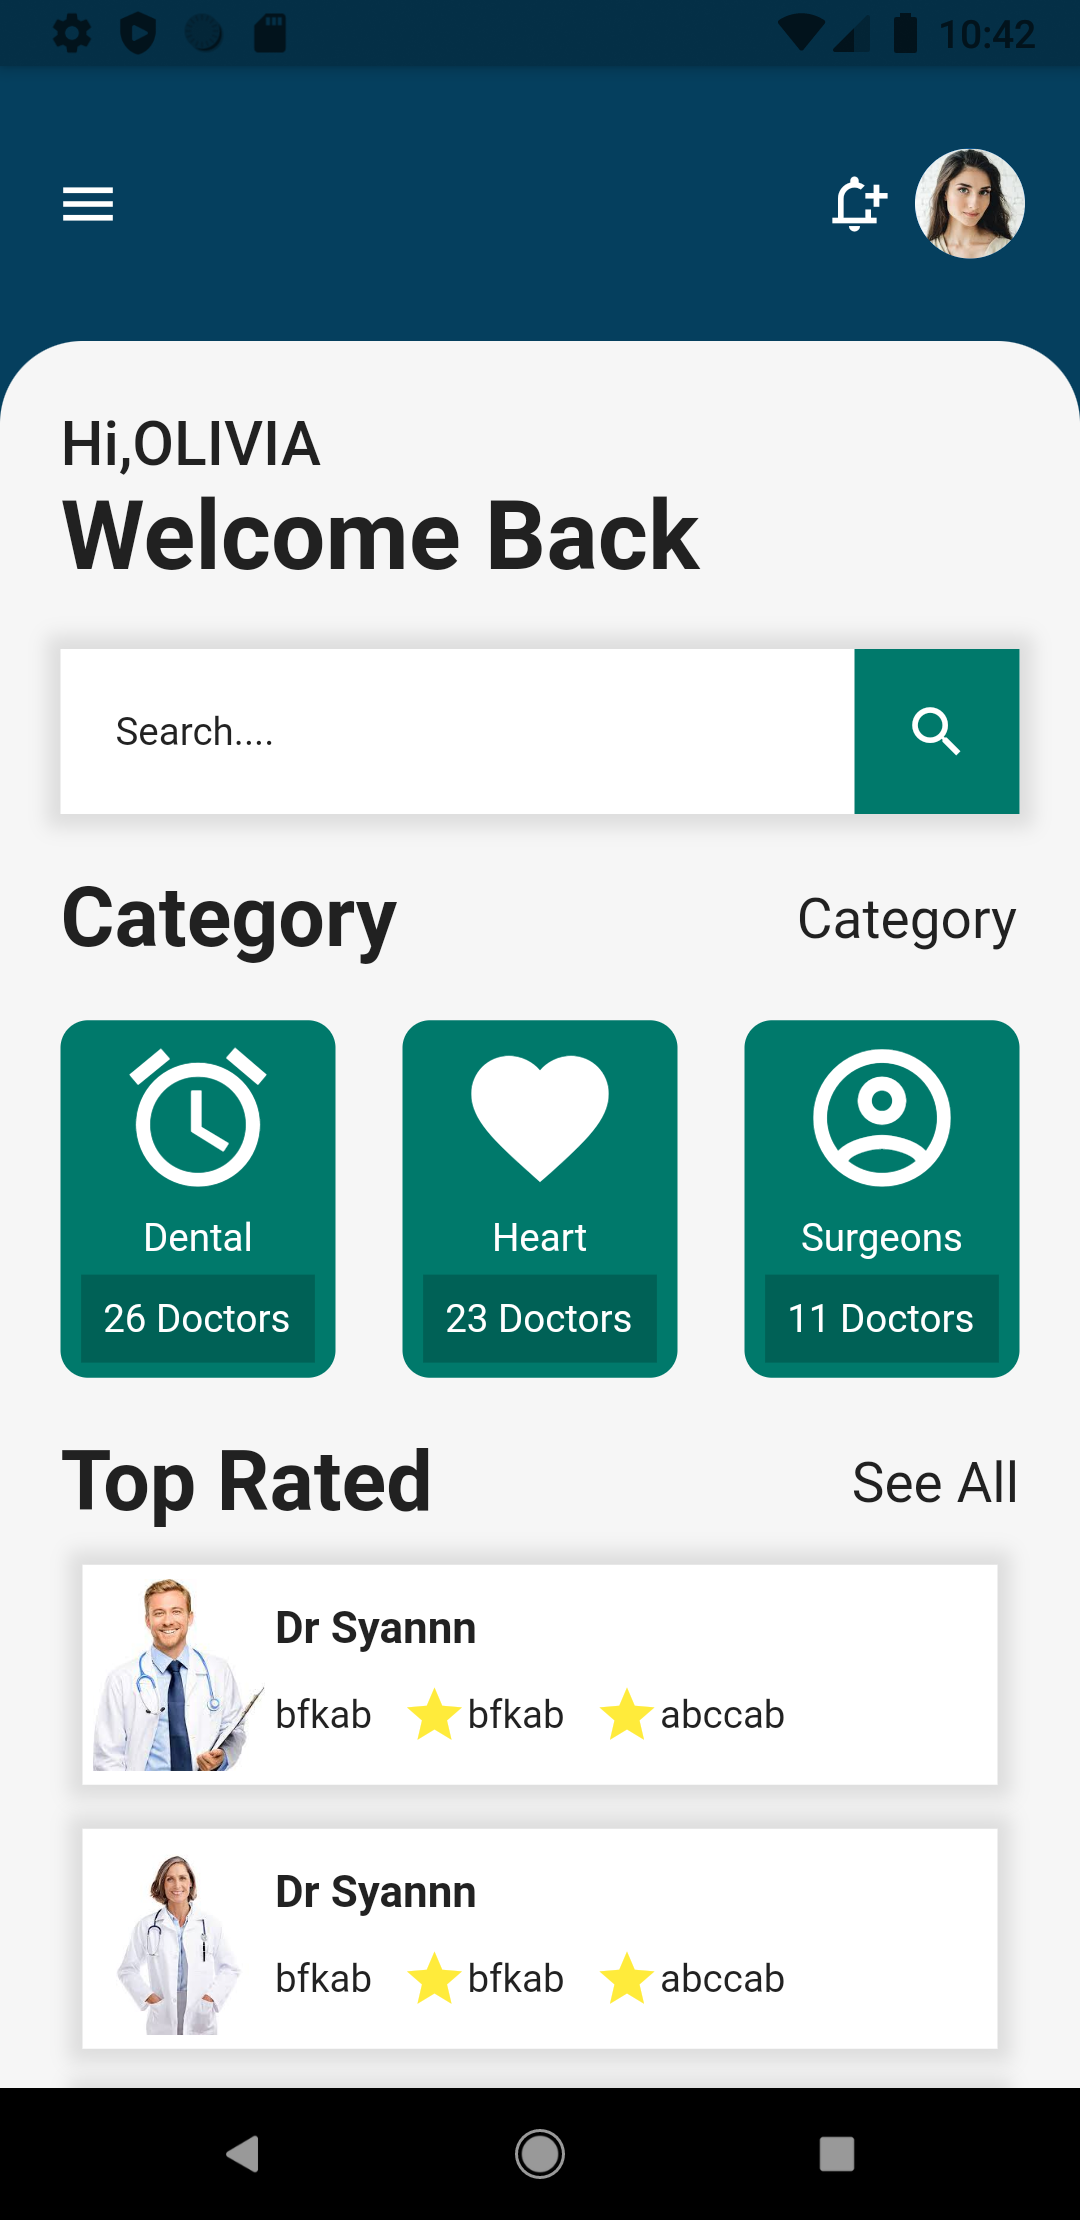 10:42
Hi,OLIVIA
Welcome Back
Search....
Category Category
Dental Heart Surgeons
26 Doctors 23 Doctors 11 Doctors
Top Rated See All
Dr Syannn
bfkab bfkab abccab
Dr Syannn
bfkab bfkab abccab